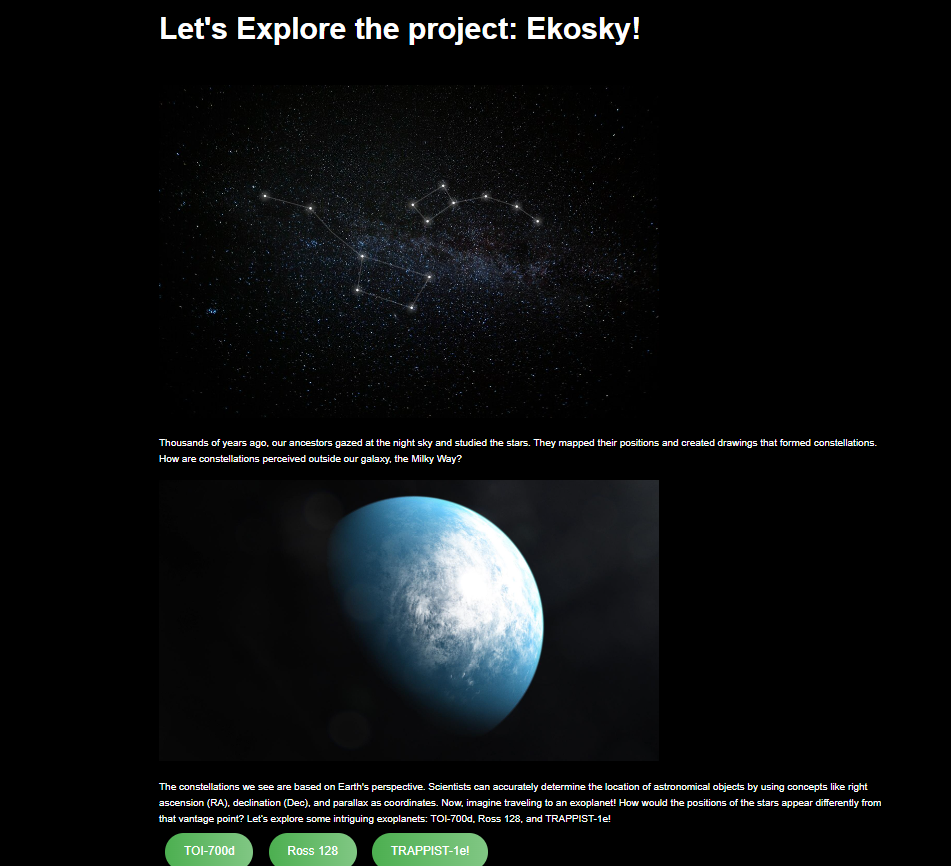 Let's Explore the project: Ekosky!
Thousands of years ago, our ancestors gazed at the night sky and studied the stars. They mapped their positions and created drawings that formed constellations.
How are constellations perceived outside our galaxy, the Milky Way?
The constellations we see are based on Earth's perspective. Scientists can accurately determine the location of astronomical objects by using concepts like right
ascension (RA), declination (Dec), and parallax as coordinates. Now, imagine traveling to an exoplanet! How would the positions of the stars appear differently from
that vantage point? Let's explore some intriguing exoplanets: TOI-700d, Ross 128, and TRAPPIST-1e!
TOI-700d Ross 128 TRAPPIST-1e!